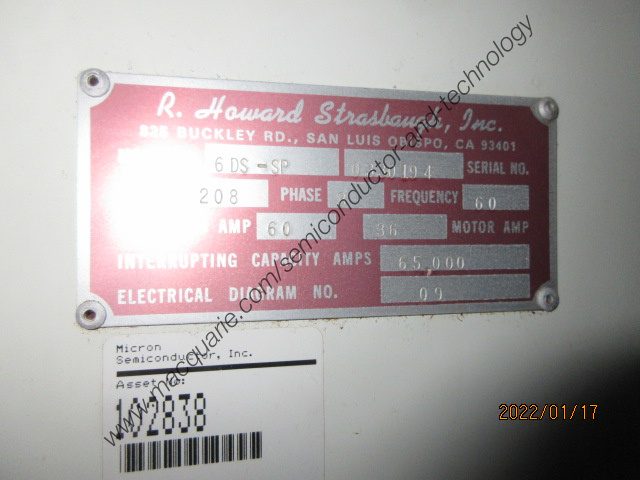 R. Howard Strasbaugh, Inc.
825 BUCKLEY RD., SAN LUIS OBISPO, CA 93401
6DS-SP SERIAL NO.
208 PHASE FREQUENCY 60
AMP 60 36 MOTOR AMP
INTERRUPTING CAPACITY AMPS 65,000
ELECTRICAL DIAGRAM NO. 09
Micron
Semiconductor, Inc.
Asset No:
102838
2022/01/17
www.macquarie.com/semiconductor-and-technology